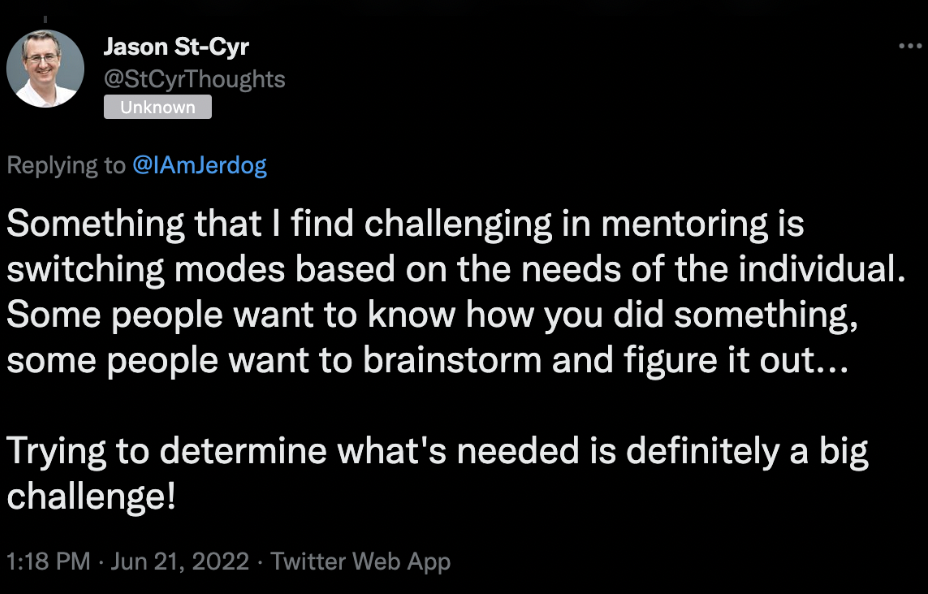 Jason St-Cyr
@StCyrThoughts
Unknown
Replying to @IAmJerdog
Something that I find challenging in mentoring is
switching modes based on the needs of the individual.
Some people want to know how you did something,
some people want to brainstorm and figure it out...
Trying to determine what's needed is definitely a big
challenge!
1:18 PM · Jun 21, 2022 · Twitter Web App